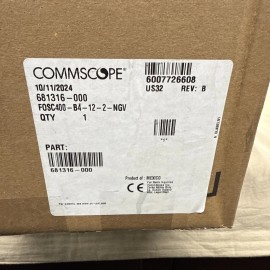 COMMSCOPE®
6007726608
10/11/2024
US32 REV: B
681316-000
FOSC400-B4-12-2-NGV
QTY 1
PART:
681316-000
Product of: MEXICO